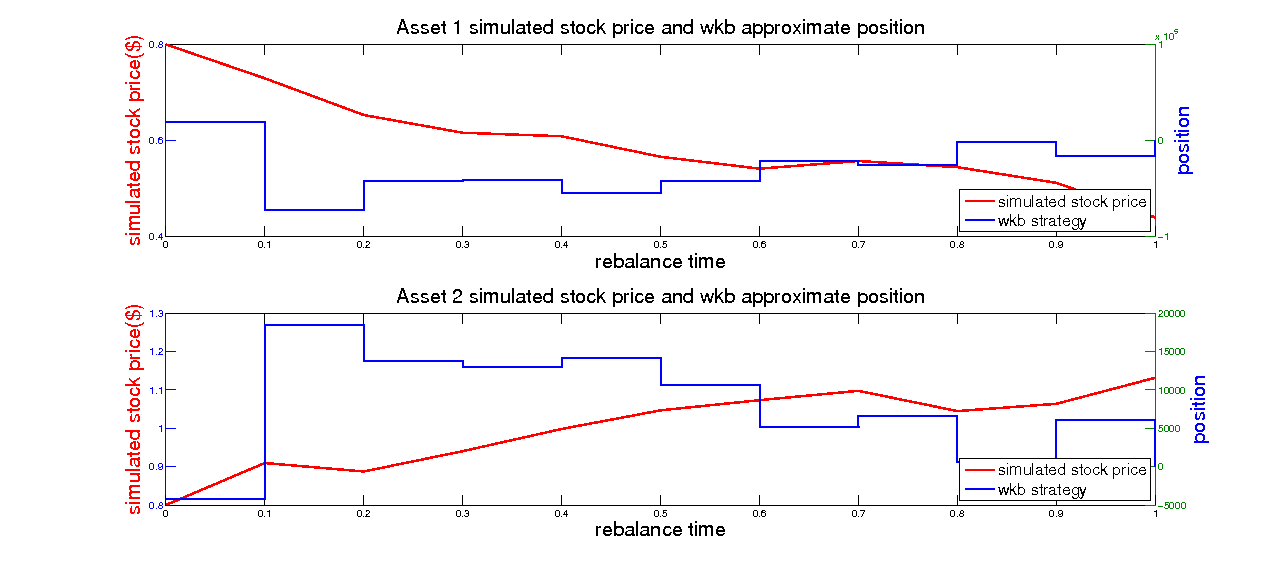 Asset 1 simulated stock price and wkb approximate position
simulated stock price($)
0.8
0.6
0.4
x 10^5
1
0
-1
position
simulated stock price
wkb strategy
0 0.1 0.2 0.3 0.4 0.5 0.6 0.7 0.8 0.9 1
rebalance time
Asset 2 simulated stock price and wkb approximate position
simulated stock price($)
1.3
1.2
1.1
1
0.9
0.8
20000
15000
10000
5000
0
-5000
position
simulated stock price
wkb strategy
0 0.1 0.2 0.3 0.4 0.5 0.6 0.7 0.8 0.9 1
rebalance time